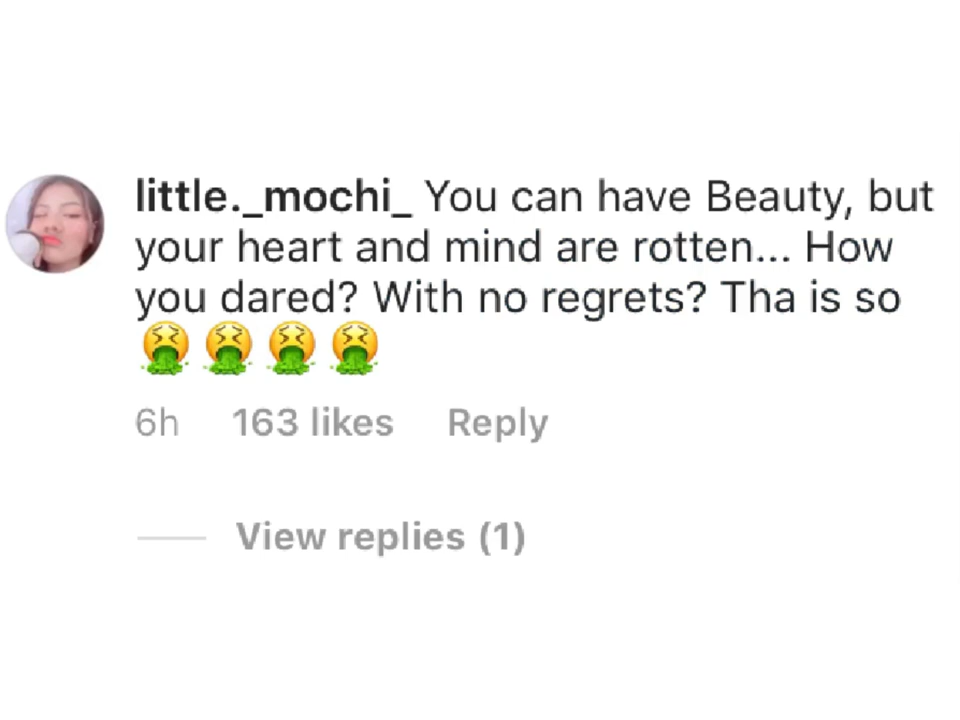 little._mochi_ You can have Beauty, but
your heart and mind are rotten... How
you dared? With no regrets? Tha is so
🤮 🤮 🤮 🤮
6h 163 likes Reply
View replies (1)